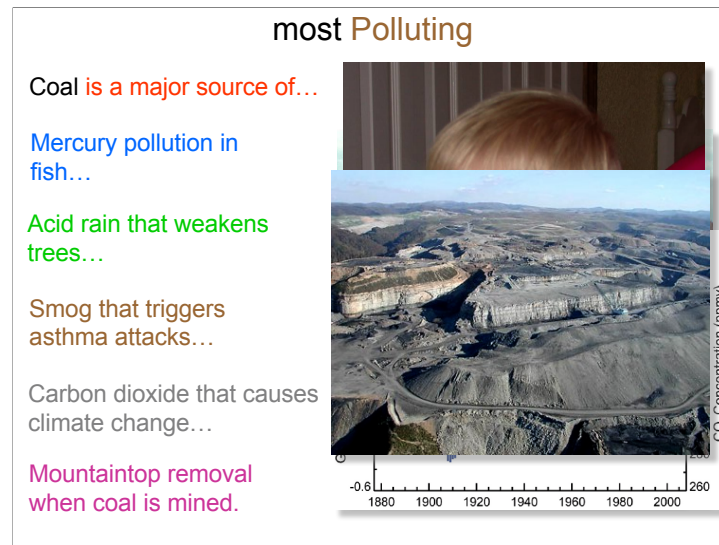 most Polluting
Coal is a major source of…
Mercury pollution in
fish…
Acid rain that weakens
trees…
Smog that triggers
asthma attacks…
Carbon dioxide that causes
climate change…
Mountaintop removal
when coal is mined.
-0.6
260
1880 1900 1920 1940 1960 1980 2000